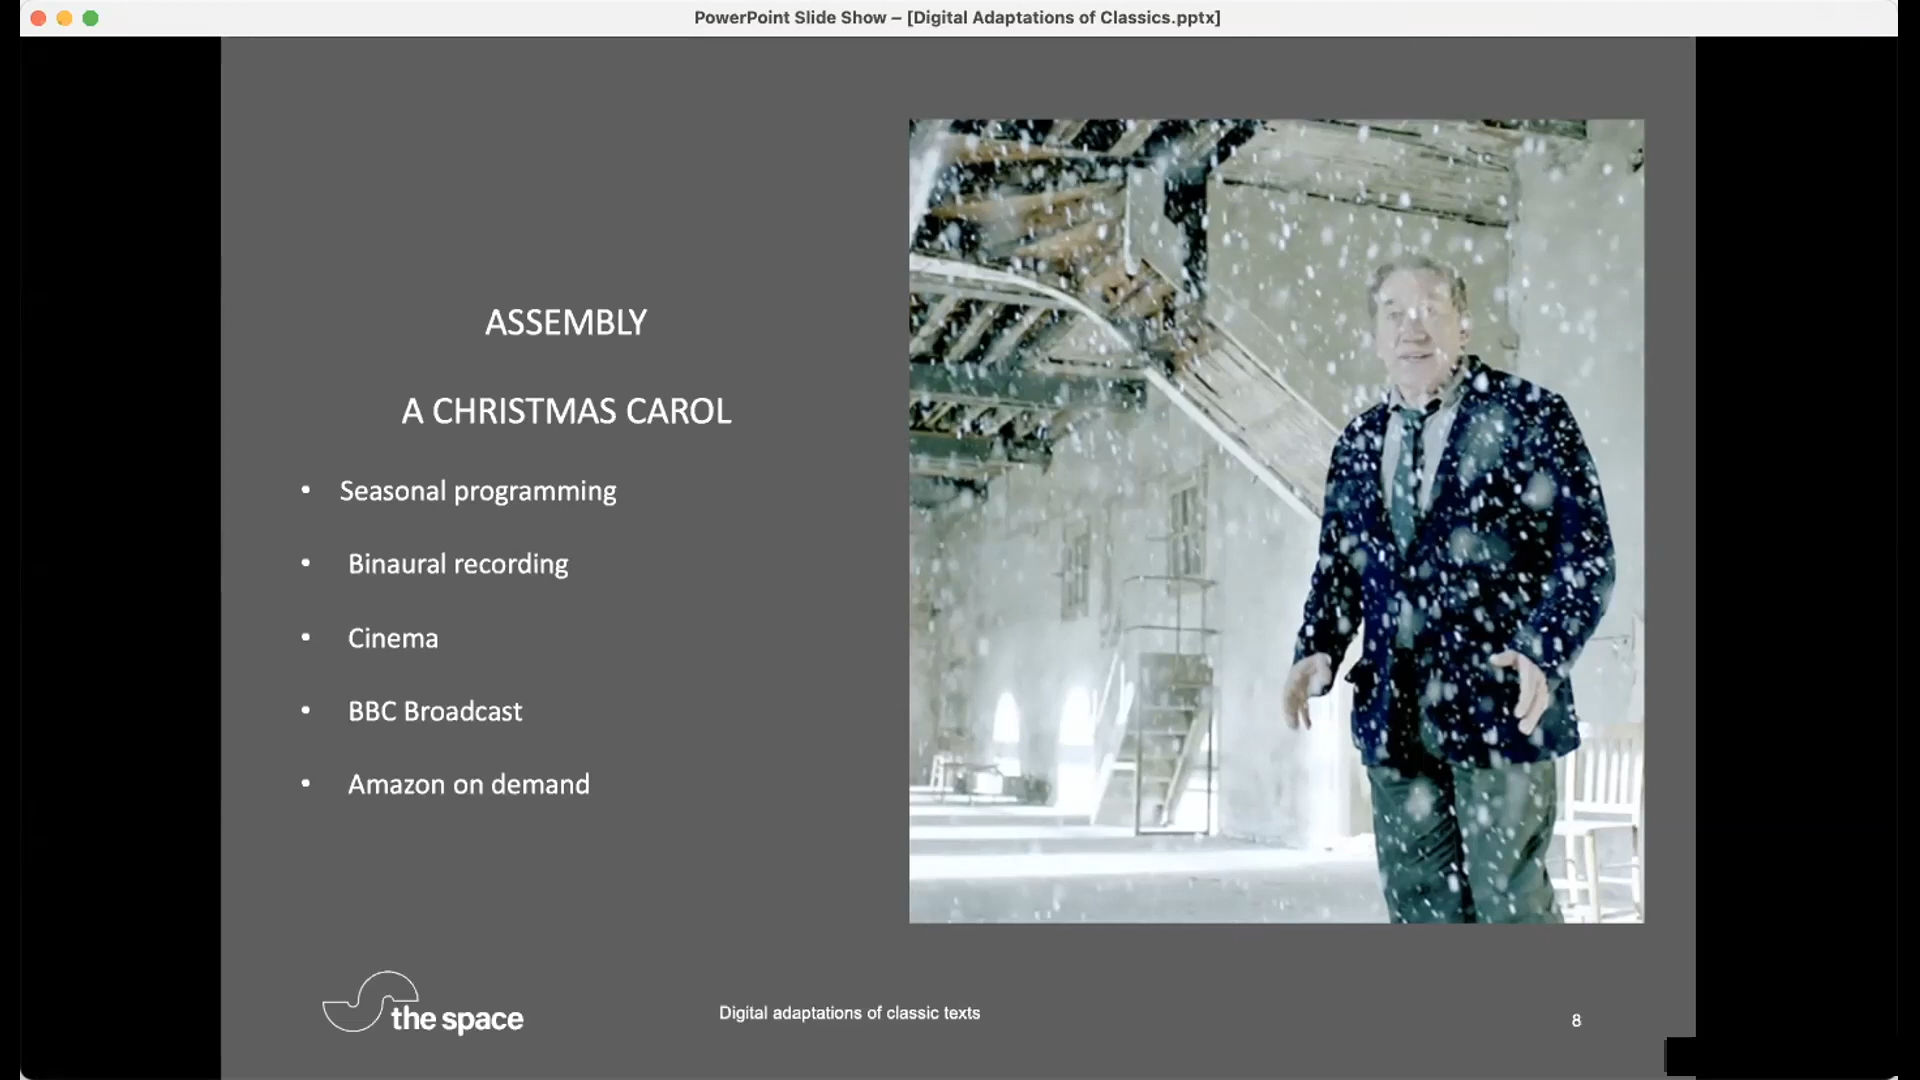 PowerPoint Slide Show – [Digital Adaptations of Classics.pptx]
ASSEMBLY
A CHRISTMAS CAROL
• Seasonal programming
• Binaural recording
• Cinema
• BBC Broadcast
• Amazon on demand
the space
Digital adaptations of classic texts
8